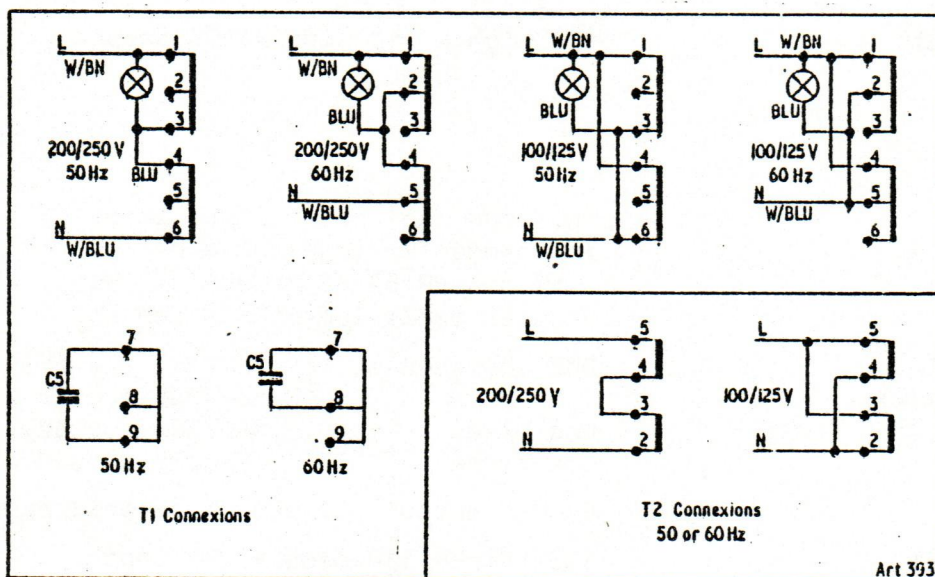 L
W/BN
1
2
3
BLU
4
5
6
200/250 V
50 Hz
N
W/BLU
L
W/BN
1
2
3
BLU
4
5
6
200/250 V
60 Hz
N
W/BLU
L
W/BN
1
2
3
BLU
4
5
6
100/125 V
50 Hz
N
W/BLU
L
W/BN
1
2
3
BLU
4
5
6
100/125 V
60 Hz
N
W/BLU
7
C5
8
9
50 Hz
7
C5
8
9
60 Hz
T1 Connexions
L
5
4
200/250 V
3
N
2
L
5
4
100/125 V
3
N
2
T2 Connexions
50 or 60 Hz
Art 393